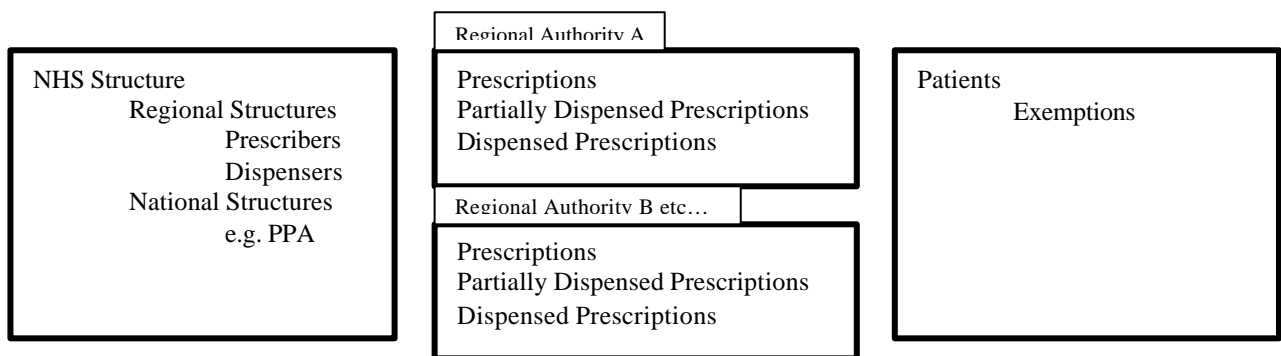 NHS Structure
Regional Structures
Prescribers
Dispensers
National Structures
e.g. PPA
Regional Authority A
Prescriptions
Partially Dispensed Prescriptions
Dispensed Prescriptions
Regional Authority B etc…
Prescriptions
Partially Dispensed Prescriptions
Dispensed Prescriptions
Patients
Exemptions